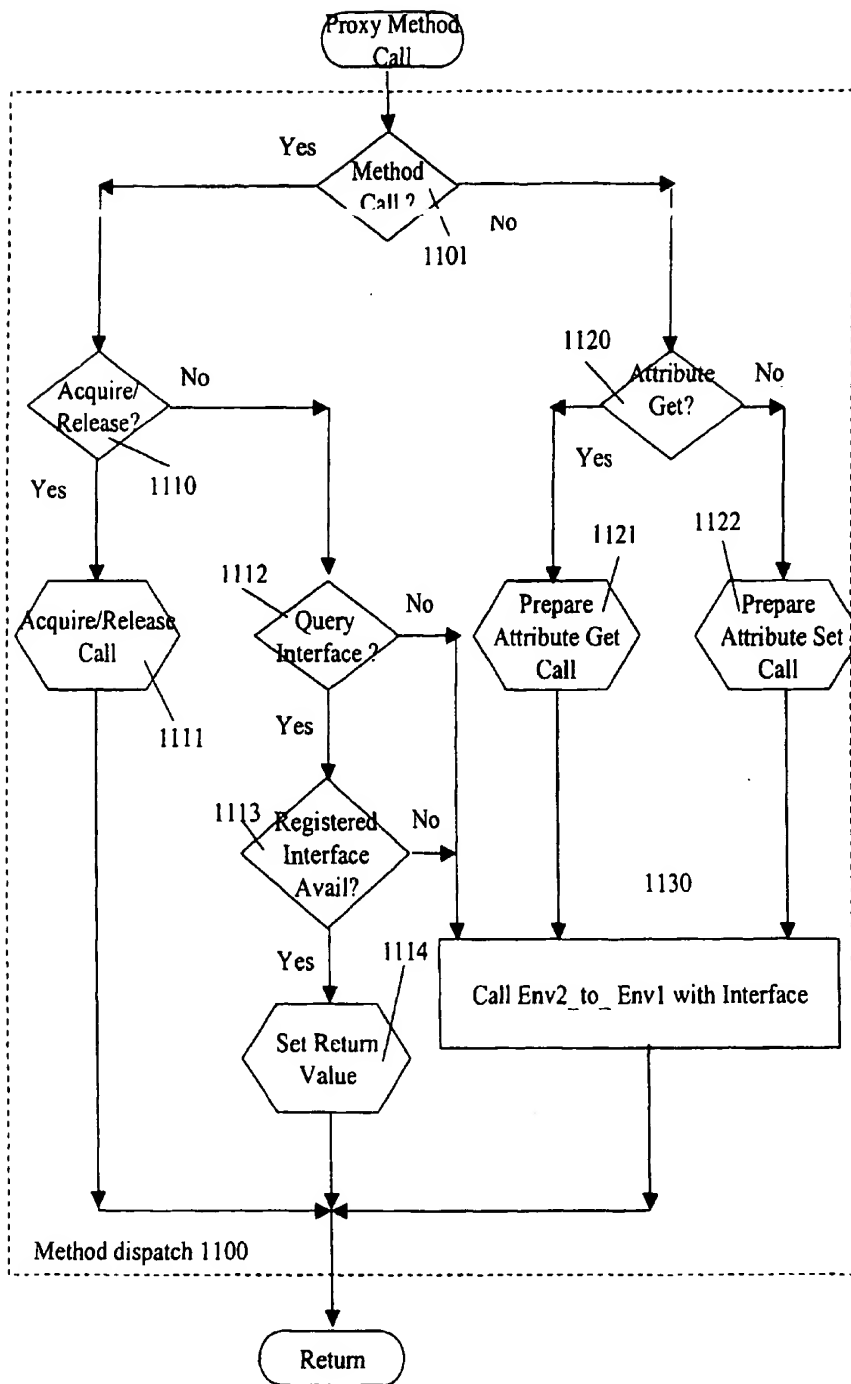 Proxy Method
Call
Yes
Method
Call ?
No
1101
1120
Acquire/
Release?
No
Attribute
Get?
No
Yes
1110
Yes
1121
1122
1112
Acquire/Release
Call
Query
Interface ?
No
Prepare
Attribute Get
Call
Prepare
Attribute Set
Call
1111
Yes
1113
Registered
Interface
Avail?
No
1130
Yes
1114
Call Env2_to_ Env1 with Interface
Set Return
Value
Method dispatch 1100
Return